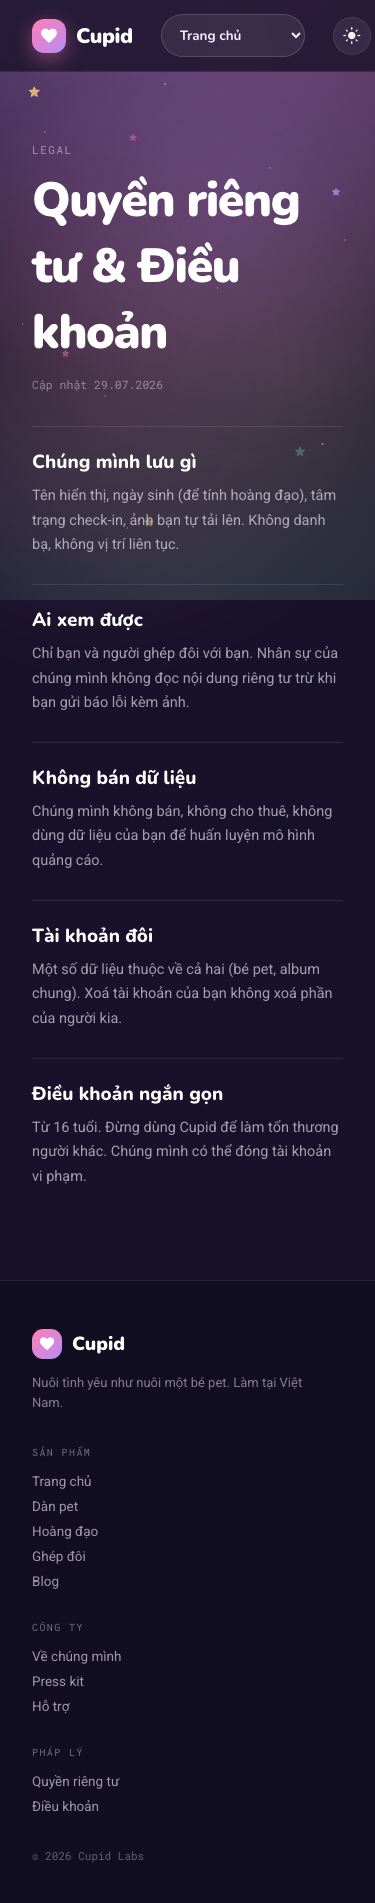 Cupid
Trang chủ
LEGAL
Quyền riêng
tư & Điều
khoản
Cập nhật 29.07.2026
Chúng mình lưu gì
Tên hiển thị, ngày sinh (để tính hoàng đạo), tâm
trạng check-in, ảnh bạn tự tải lên. Không danh
bạ, không vị trí liên tục.
Ai xem được
Chỉ bạn và người ghép đôi với bạn. Nhân sự của
chúng mình không đọc nội dung riêng tư trừ khi
bạn gửi báo lỗi kèm ảnh.
Không bán dữ liệu
Chúng mình không bán, không cho thuê, không
dùng dữ liệu của bạn để huấn luyện mô hình
quảng cáo.
Tài khoản đôi
Một số dữ liệu thuộc về cả hai (bé pet, album
chung). Xoá tài khoản của bạn không xoá phần
của người kia.
Điều khoản ngắn gọn
Từ 16 tuổi. Đừng dùng Cupid để làm tổn thương
người khác. Chúng mình có thể đóng tài khoản
vi phạm.
Cupid
Nuôi tình yêu như nuôi một bé pet. Làm tại Việt
Nam.
SẢN PHẨM
Trang chủ
Dàn pet
Hoàng đạo
Ghép đôi
Blog
CÔNG TY
Về chúng mình
Press kit
Hỗ trợ
PHÁP LÝ
Quyền riêng tư
Điều khoản
© 2026 Cupid Labs